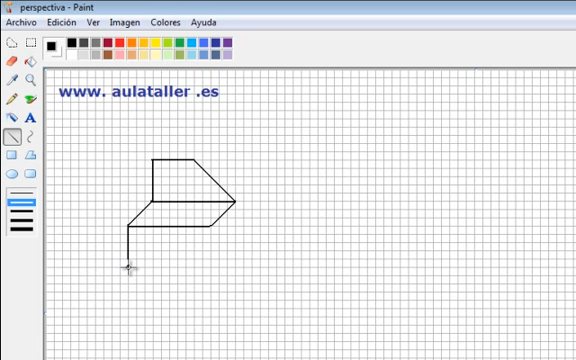 perspectiva - Paint
Archivo Edición Ver Imagen Colores Ayuda
A
www. aulataller .es